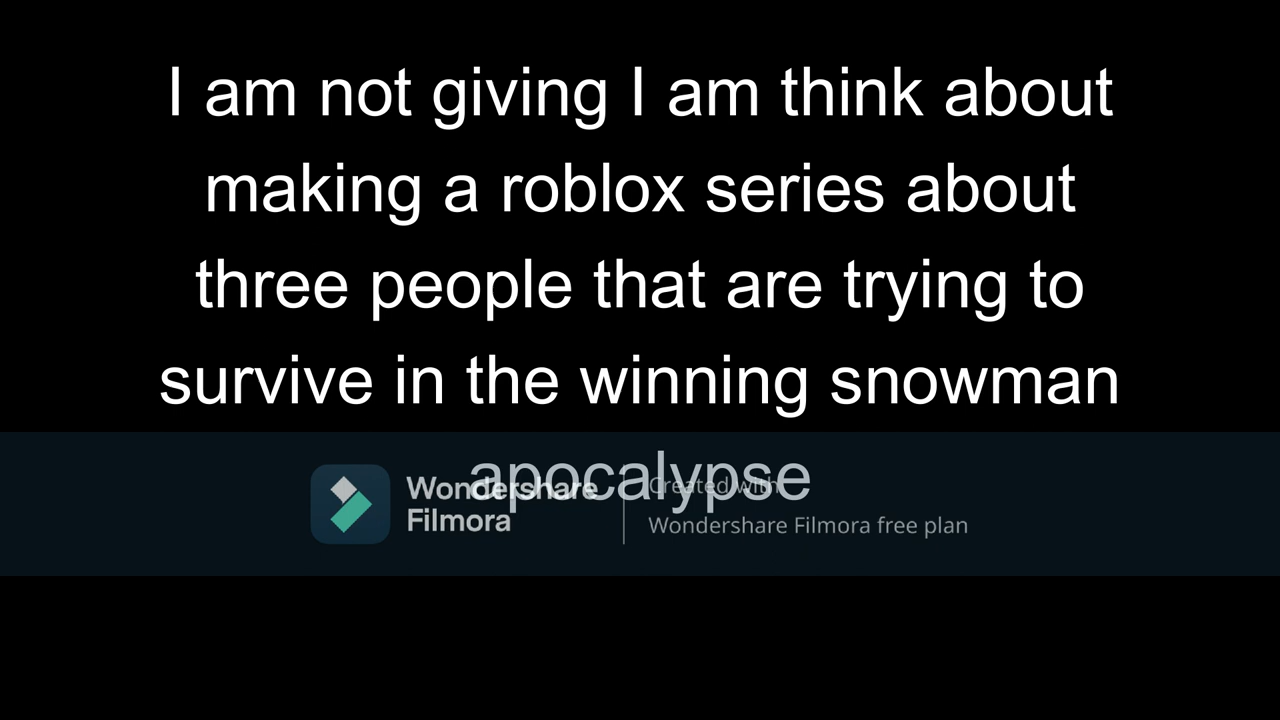 I am not giving I am think about
making a roblox series about
three people that are trying to
survive in the winning snowman
apocalypse
Wondershare
Filmora
Created with
Wondershare Filmora free plan